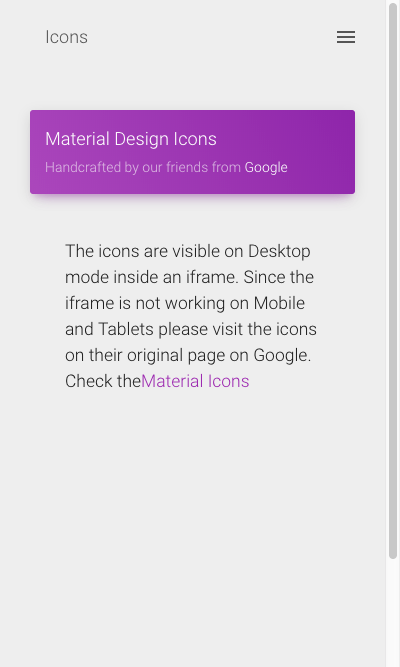 Icons
Material Design Icons
Handcrafted by our friends from Google
The icons are visible on Desktop
mode inside an iframe. Since the
iframe is not working on Mobile
and Tablets please visit the icons
on their original page on Google.
Check theMaterial Icons